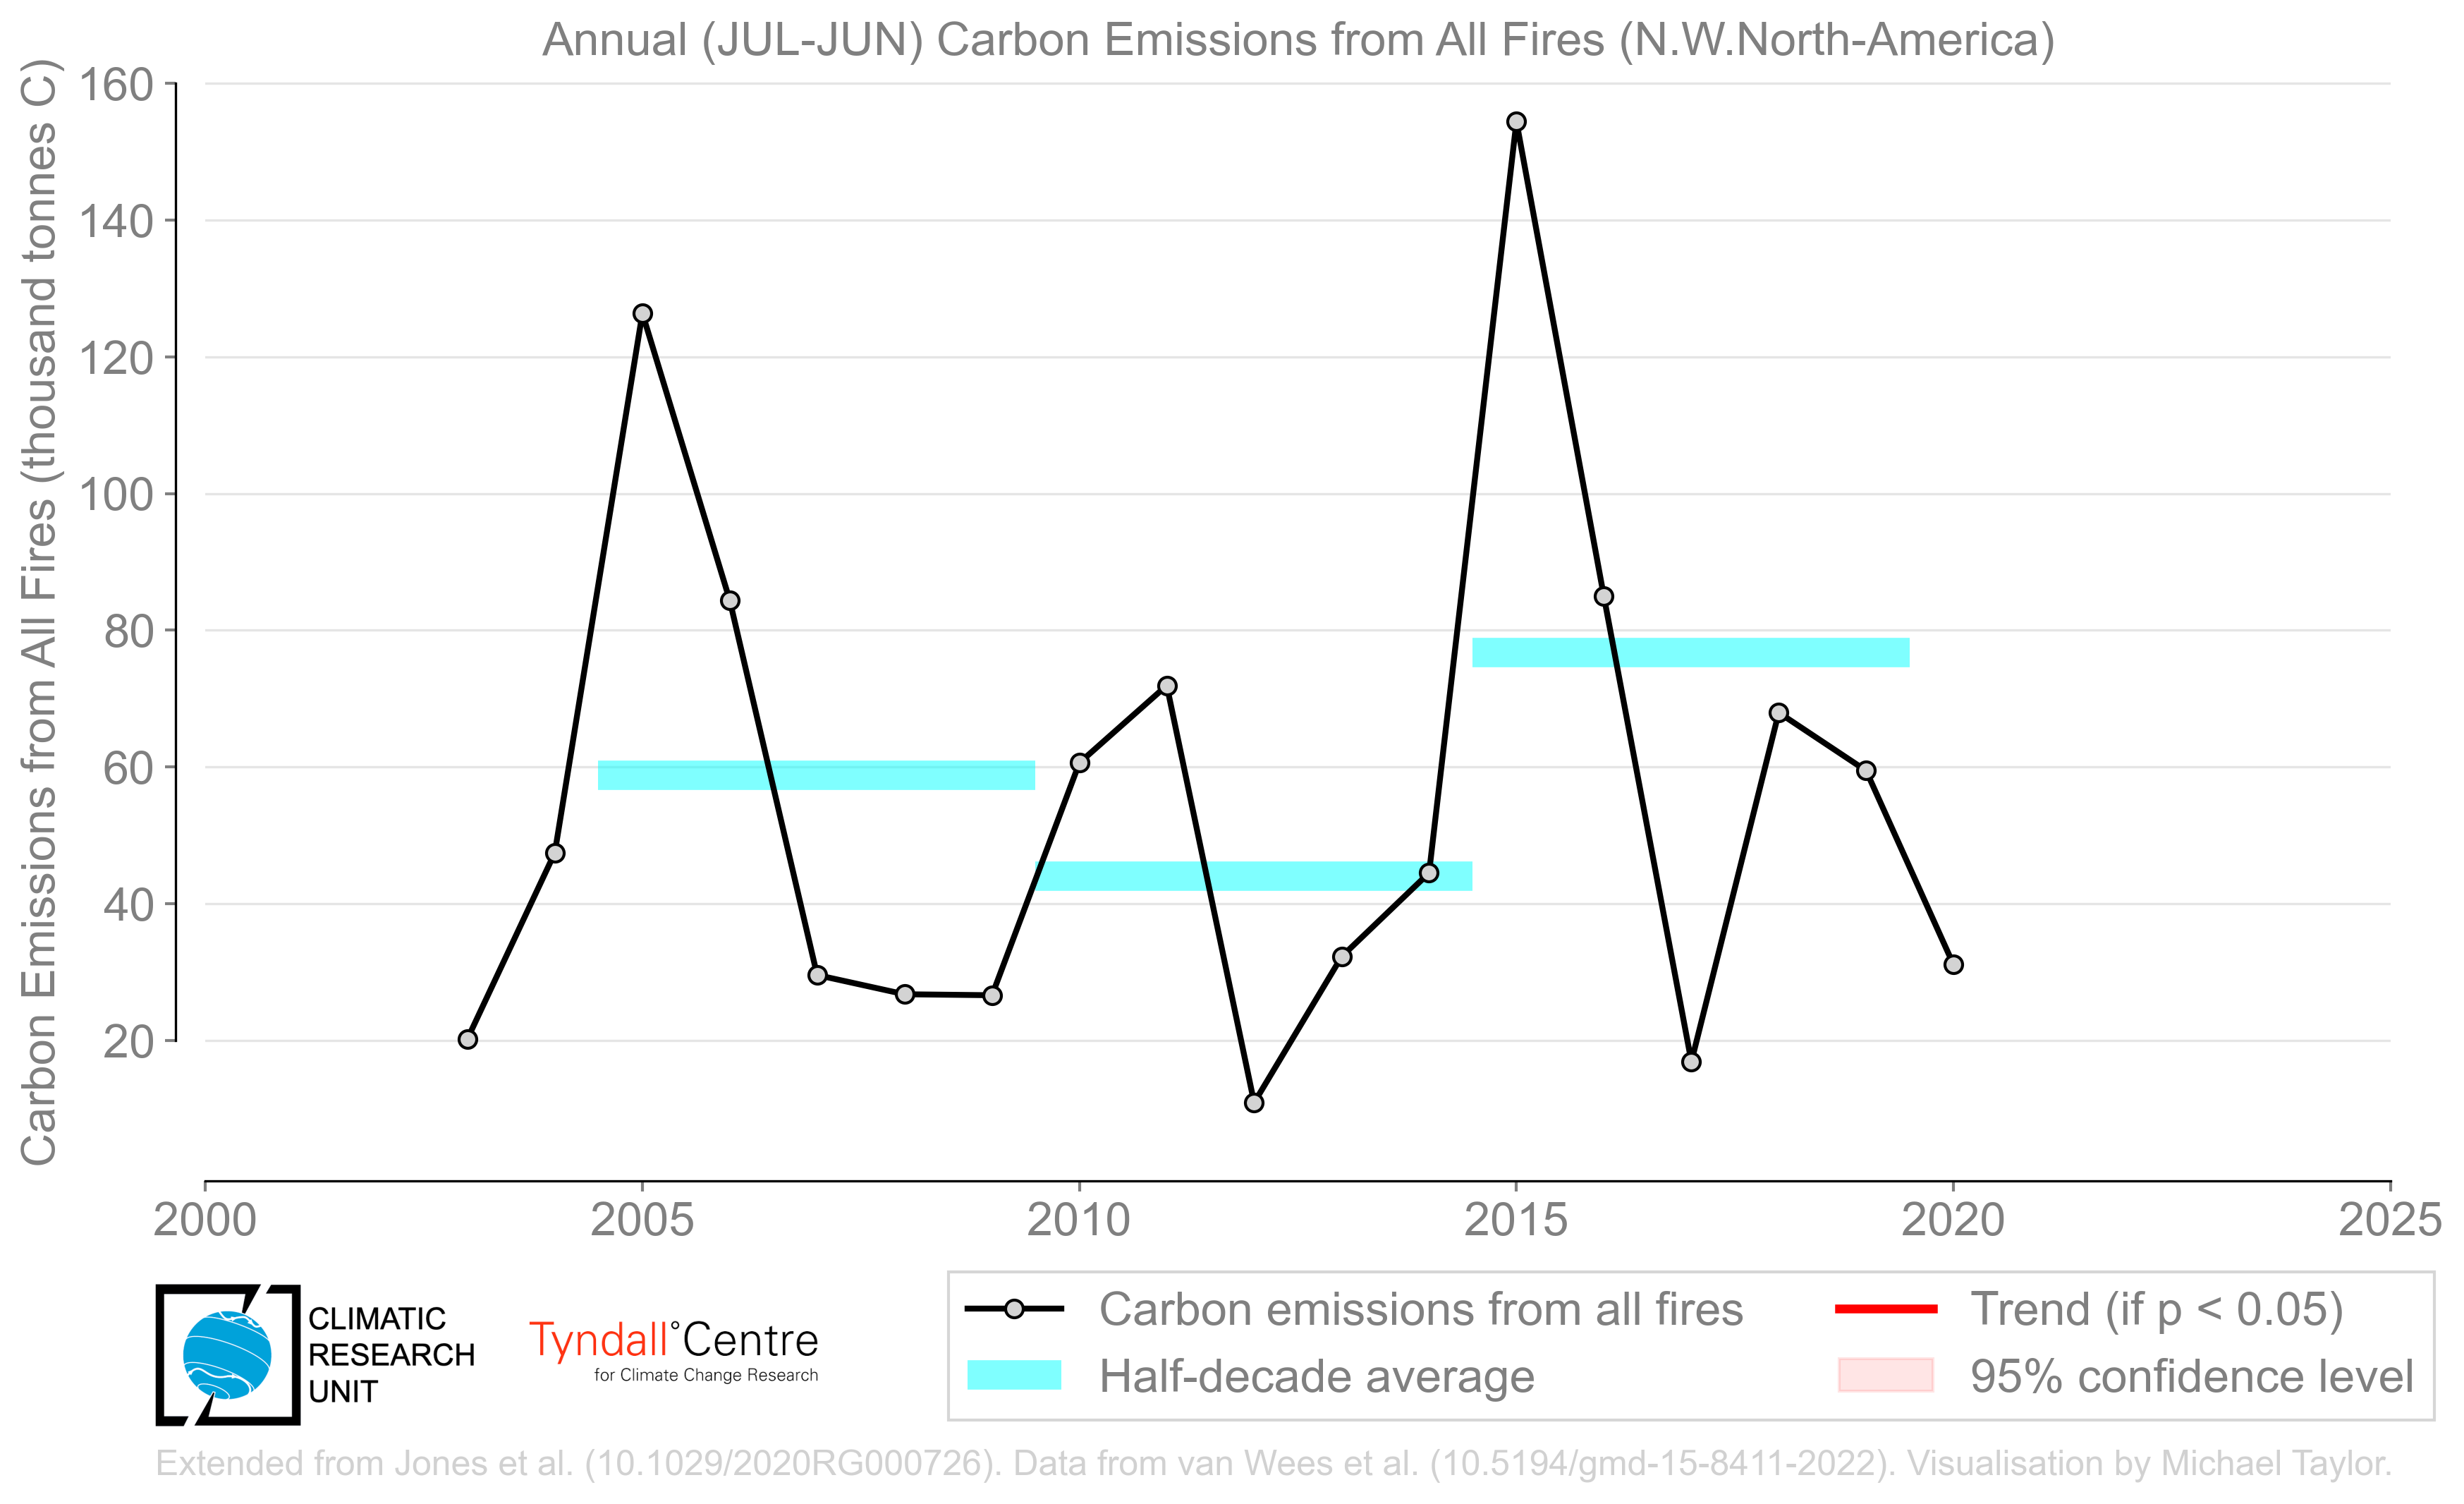 Annual (JUL-JUN) Carbon Emissions from All Fires (N.W.North-America)
Carbon Emissions from All Fires (thousand tonnes C)
160
140
120
100
80
60
40
20
2000
2005
2010
2015
2020
2025
CLIMATIC
RESEARCH
UNIT
Tyndall°Centre
for Climate Change Research
Carbon emissions from all fires
Half-decade average
Trend (if p < 0.05)
95% confidence level
Extended from Jones et al. (10.1029/2020RG000726). Data from van Wees et al. (10.5194/gmd-15-8411-2022). Visualisation by Michael Taylor.